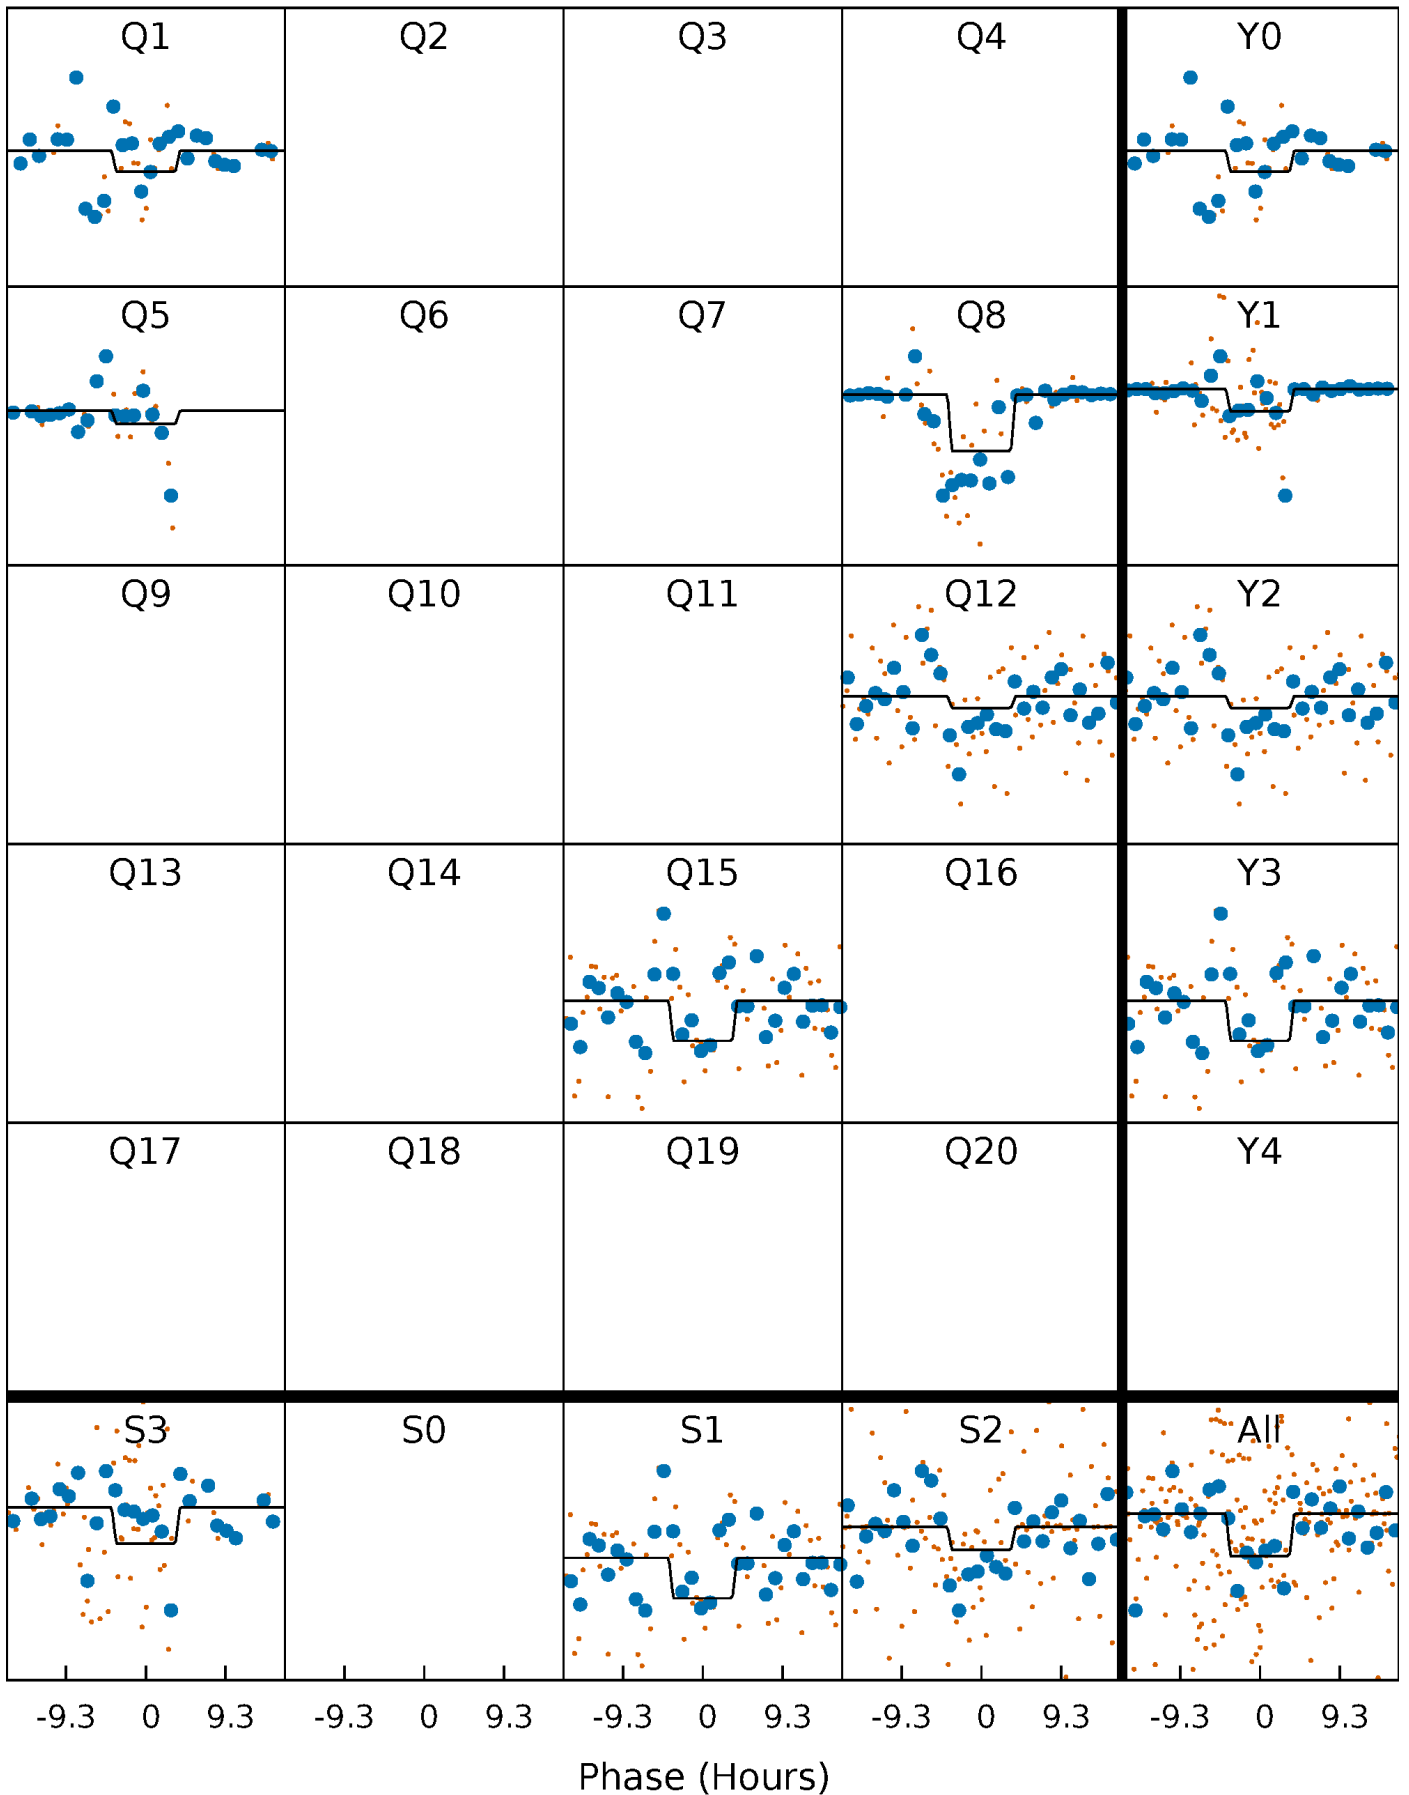 Q1 Q2 Q3 Q4 Y0
Q5 Q6 Q7 Q8 Y1
Q9 Q10 Q11 Q12 Y2
Q13 Q14 Q15 Q16 Y3
Q17 Q18 Q19 Q20 Y4
S3 S0 S1 S2 All
-9.3 0 9.3 -9.3 0 9.3 -9.3 0 9.3 -9.3 0 9.3 -9.3 0 9.3
Phase (Hours)